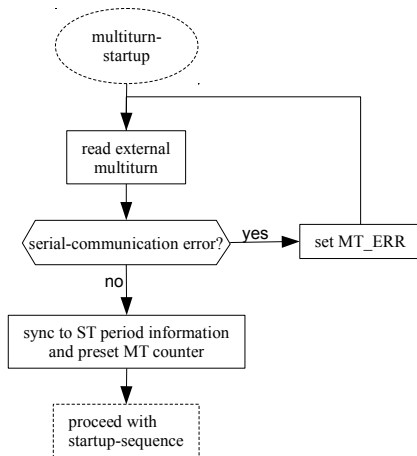 multiturn-
startup
read external
multiturn
serial-communication error?
yes
set MT_ERR
no
sync to ST period information
and preset MT counter
proceed with
startup-sequence